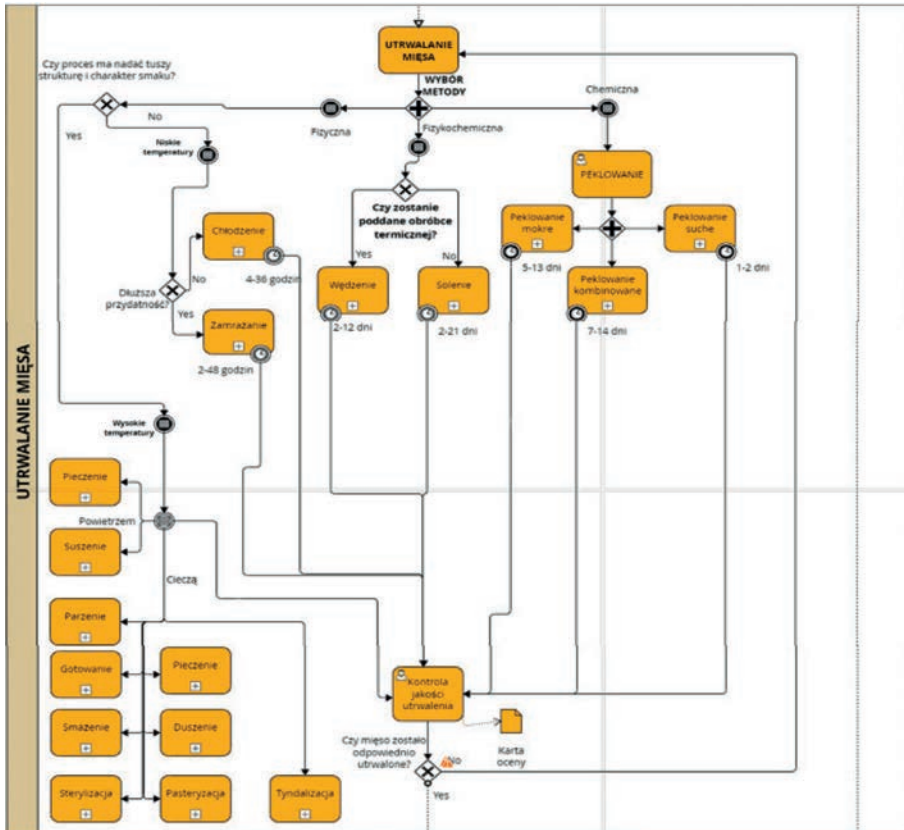 UTRWALANIE MIĘSA
UTRWALANIE
MIĘSA
WYBÓR
METODY
Czy proces ma nadać tuszy
strukturę i charakter smaku?
Yes
No
Fizyczna
Fizykochemiczna
Chemiczna
Niskie
temperatury
PEKLOWANIE
Czy zostanie
poddane obróbce
termicznej?
Yes
No
Chłodzenie
4-36 godzin
Dłuższa
przydatność?
No
Yes
Zamrażanie
2-48 godzin
Wędzenie
2-12 dni
Solenie
2-21 dni
Peklowanie
mokre
5-13 dni
Peklowanie
suche
1-2 dni
Peklowanie
kombinowane
7-14 dni
Wysokie
temperatury
Pieczenie
Powietrzem
Suszenie
Cieczą
Parzenie
Gotowanie
Pieczenie
Smażenie
Duszenie
Sterylizacja
Pasteryzacja
Tyndalizacja
Kontrola
jakości
utrwalenia
Karta
oceny
Czy mięso zostało
odpowiednio
utrwalone?
No
Yes